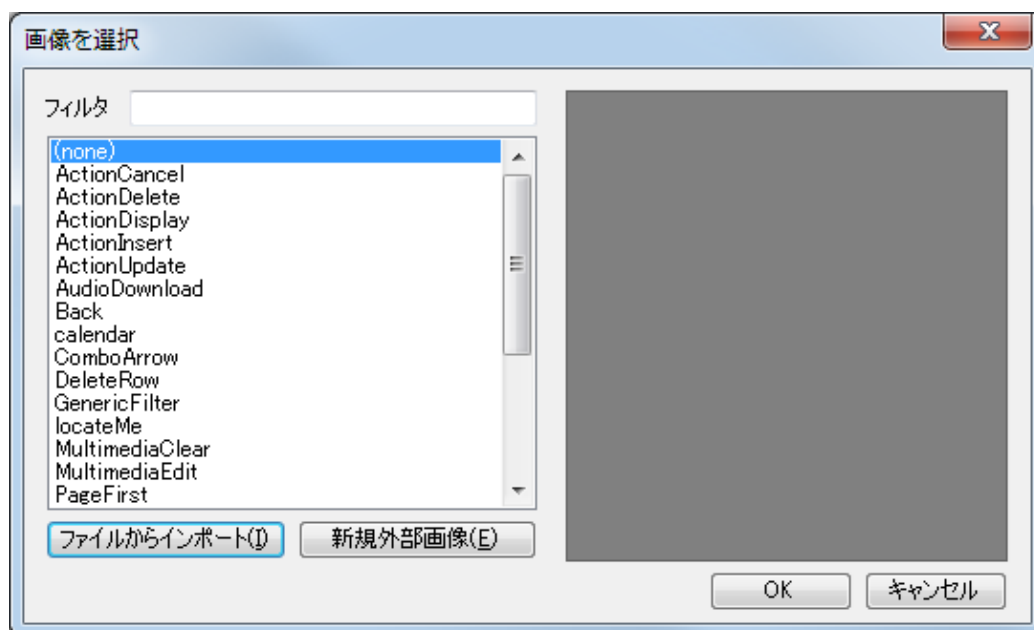 画像を選択
フィルタ
(none)
ActionCancel
ActionDelete
ActionDisplay
ActionInsert
ActionUpdate
AudioDownload
Back
calendar
ComboArrow
DeleteRow
GenericFilter
locateMe
MultimediaClear
MultimediaEdit
PageFirst
ファイルからインポート(I) 新規外部画像(E)
OK キャンセル